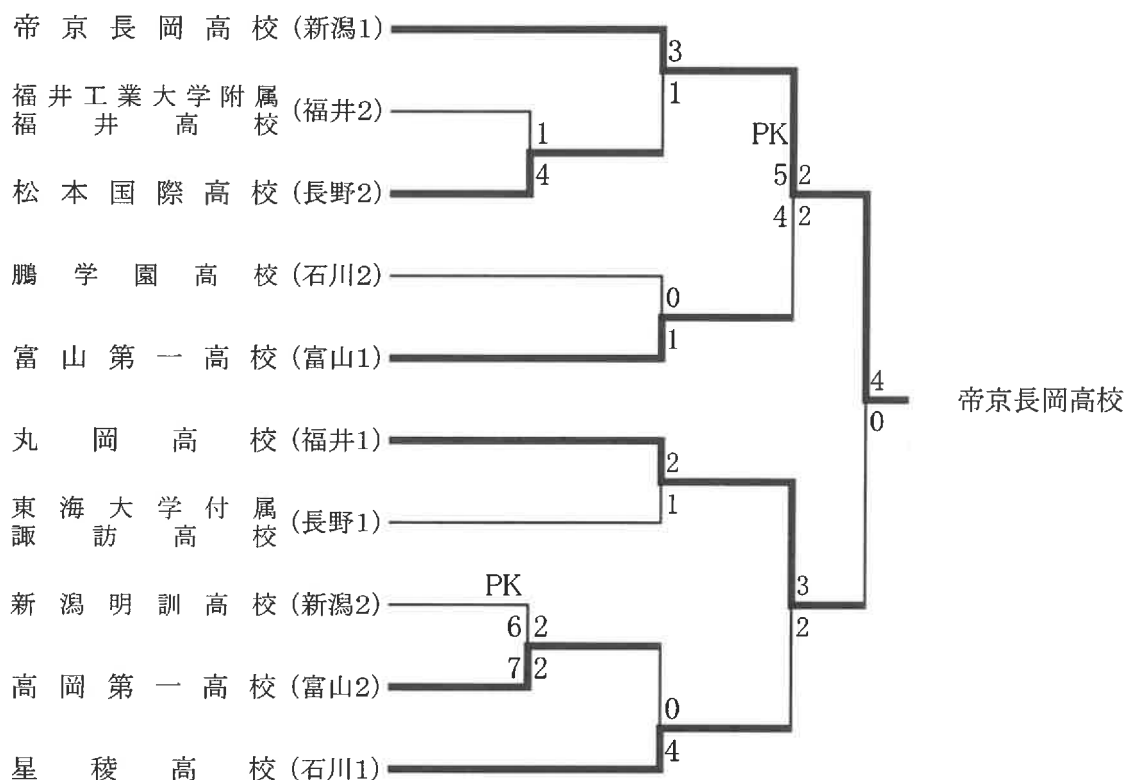 帝京長岡高校 (新潟1)
3
福井工業大学附属
福井高校 (福井2)
1
1
PK
4
5 2
松本国際高校 (長野2)
4 2
鵬学園高校 (石川2)
0
富山第一高校 (富山1)
1
4
帝京長岡高校
0
丸岡高校 (福井1)
2
東海大学付属
諏訪高校 (長野1)
1
PK
3
新潟明訓高校 (新潟2)
6 2
2
7 2
高岡第一高校 (富山2)
0
4
星稜高校 (石川1)